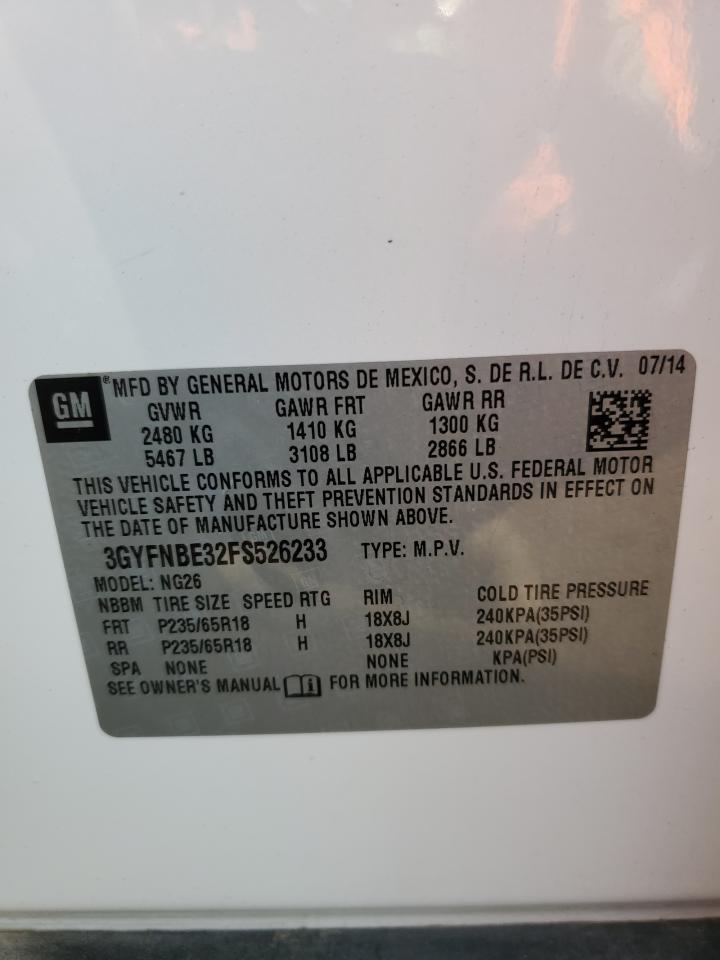 GM ® MFD BY GENERAL MOTORS DE MEXICO, S. DE R.L. DE C.V. 07/14
GVWR GAWR FRT GAWR RR
2480 KG 1410 KG 1300 KG
5467 LB 3108 LB 2866 LB
THIS VEHICLE CONFORMS TO ALL APPLICABLE U.S. FEDERAL MOTOR
VEHICLE SAFETY AND THEFT PREVENTION STANDARDS IN EFFECT ON
THE DATE OF MANUFACTURE SHOWN ABOVE.
3GYFNBE32FS526233 TYPE: M.P.V.
MODEL: NG26
NBBM TIRE SIZE SPEED RTG RIM COLD TIRE PRESSURE
FRT P235/65R18 H 18X8J 240KPA(35PSI)
RR P235/65R18 H 18X8J 240KPA(35PSI)
SPA NONE NONE KPA(PSI)
SEE OWNER'S MANUAL i FOR MORE INFORMATION.